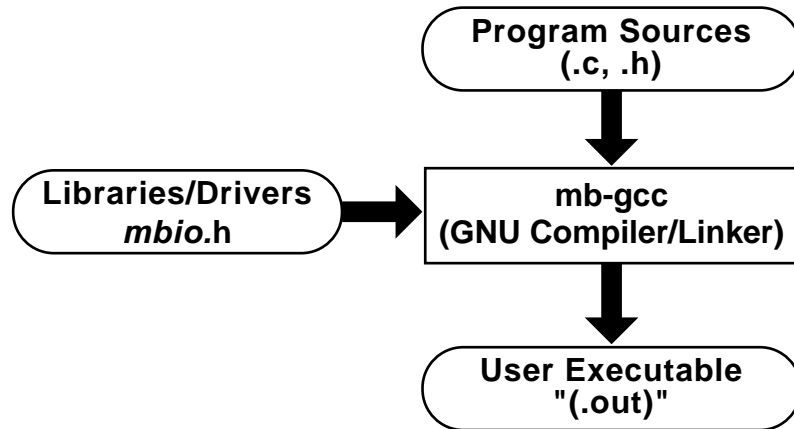 Program Sources
(.c, .h)
Libraries/Drivers
mbio.h
mb-gcc
(GNU Compiler/Linker)
User Executable
"(.out)"